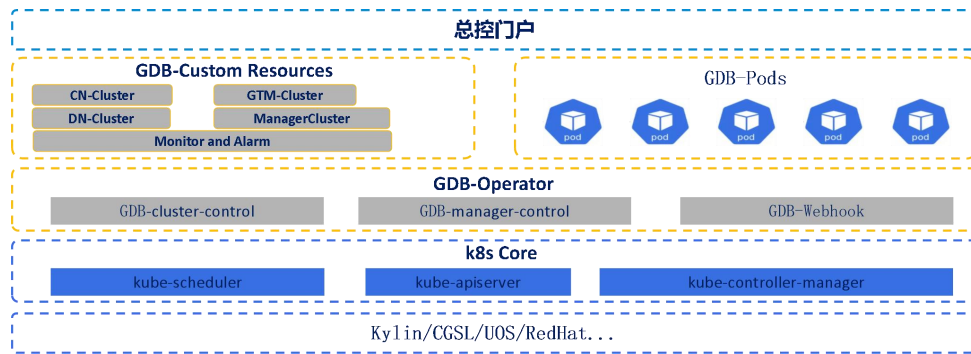 总控门户
GDB-Custom Resources
CN-Cluster
GTM-Cluster
DN-Cluster
ManagerCluster
Monitor and Alarm
GDB-Pods
pod
pod
pod
pod
pod
GDB-Operator
GDB-cluster-control
GDB-manager-control
GDB-Webhook
k8s Core
kube-scheduler
kube-apiserver
kube-controller-manager
Kylin/CGSL/UOS/RedHat...